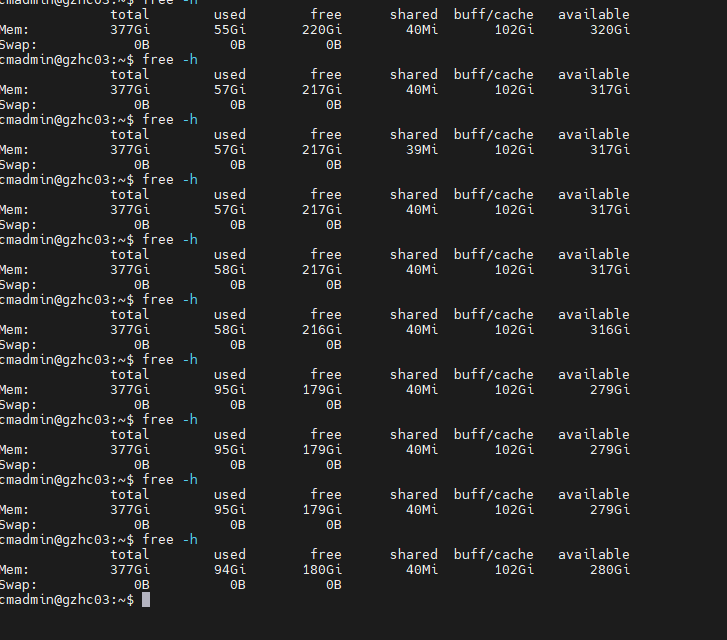 cmadmin@gzhc03:~$ free -h
total used free shared buff/cache available
Mem: 377Gi 55Gi 220Gi 40Mi 102Gi 320Gi
Swap: 0B 0B 0B
cmadmin@gzhc03:~$ free -h
total used free shared buff/cache available
Mem: 377Gi 57Gi 217Gi 40Mi 102Gi 317Gi
Swap: 0B 0B 0B
cmadmin@gzhc03:~$ free -h
total used free shared buff/cache available
Mem: 377Gi 57Gi 217Gi 39Mi 102Gi 317Gi
Swap: 0B 0B 0B
cmadmin@gzhc03:~$ free -h
total used free shared buff/cache available
Mem: 377Gi 57Gi 217Gi 40Mi 102Gi 317Gi
Swap: 0B 0B 0B
cmadmin@gzhc03:~$ free -h
total used free shared buff/cache available
Mem: 377Gi 58Gi 217Gi 40Mi 102Gi 317Gi
Swap: 0B 0B 0B
cmadmin@gzhc03:~$ free -h
total used free shared buff/cache available
Mem: 377Gi 58Gi 216Gi 40Mi 102Gi 316Gi
Swap: 0B 0B 0B
cmadmin@gzhc03:~$ free -h
total used free shared buff/cache available
Mem: 377Gi 95Gi 179Gi 40Mi 102Gi 279Gi
Swap: 0B 0B 0B
cmadmin@gzhc03:~$ free -h
total used free shared buff/cache available
Mem: 377Gi 95Gi 179Gi 40Mi 102Gi 279Gi
Swap: 0B 0B 0B
cmadmin@gzhc03:~$ free -h
total used free shared buff/cache available
Mem: 377Gi 95Gi 179Gi 40Mi 102Gi 279Gi
Swap: 0B 0B 0B
cmadmin@gzhc03:~$ free -h
total used free shared buff/cache available
Mem: 377Gi 94Gi 180Gi 40Mi 102Gi 280Gi
Swap: 0B 0B 0B
cmadmin@gzhc03:~$